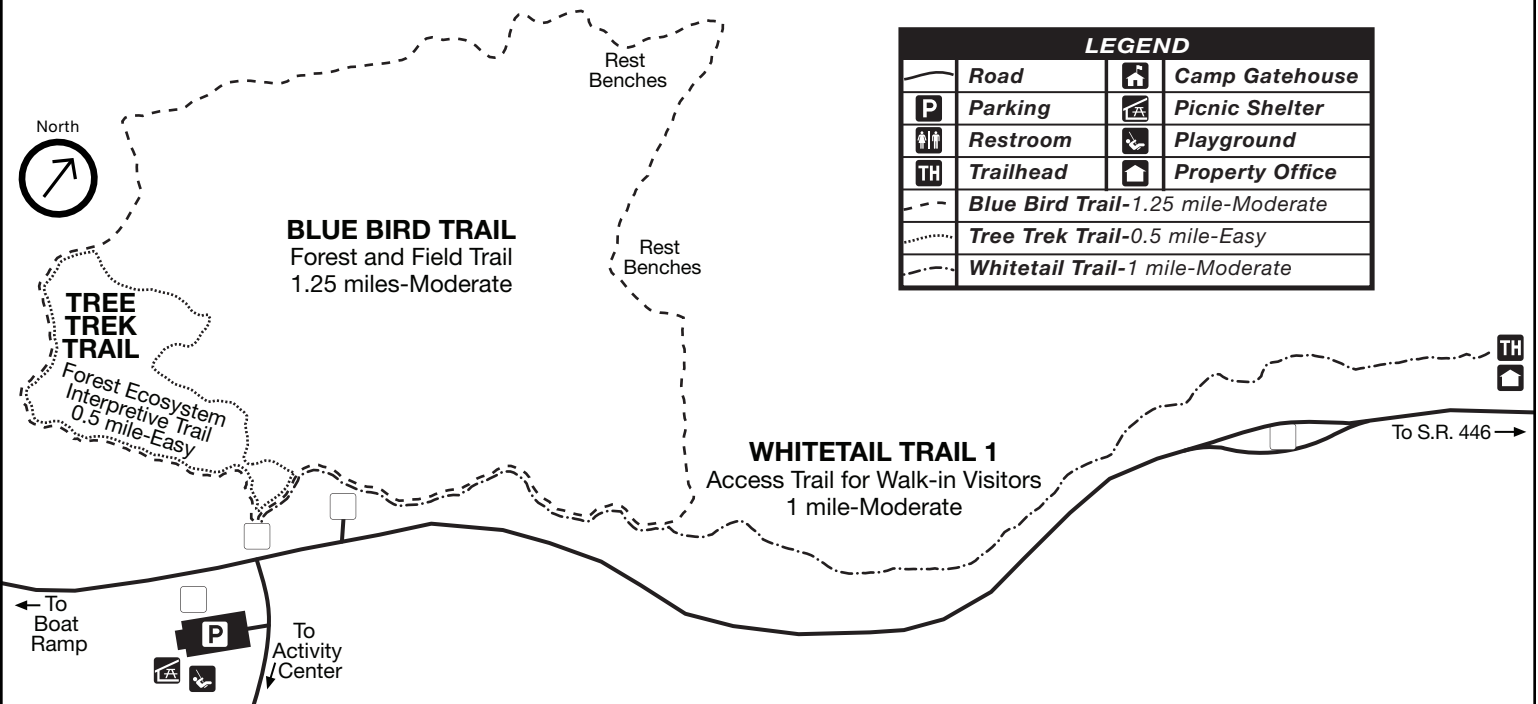 Rest
Benches
North
BLUE BIRD TRAIL
Forest and Field Trail
1.25 miles-Moderate
Rest
Benches
LEGEND
Road
Camp Gatehouse
P
Parking
Picnic Shelter
Restroom
Playground
TH
Trailhead
Property Office
Blue Bird Trail-1.25 mile-Moderate
Tree Trek Trail-0.5 mile-Easy
Whitetail Trail-1 mile-Moderate
TREE
TREK
TRAIL
Forest Ecosystem
Interpretive Trail
0.5 mile-Easy
TH
To S.R. 446
WHITETAIL TRAIL 1
Access Trail for Walk-in Visitors
1 mile-Moderate
To
Boat
Ramp
P
To
Activity
Center